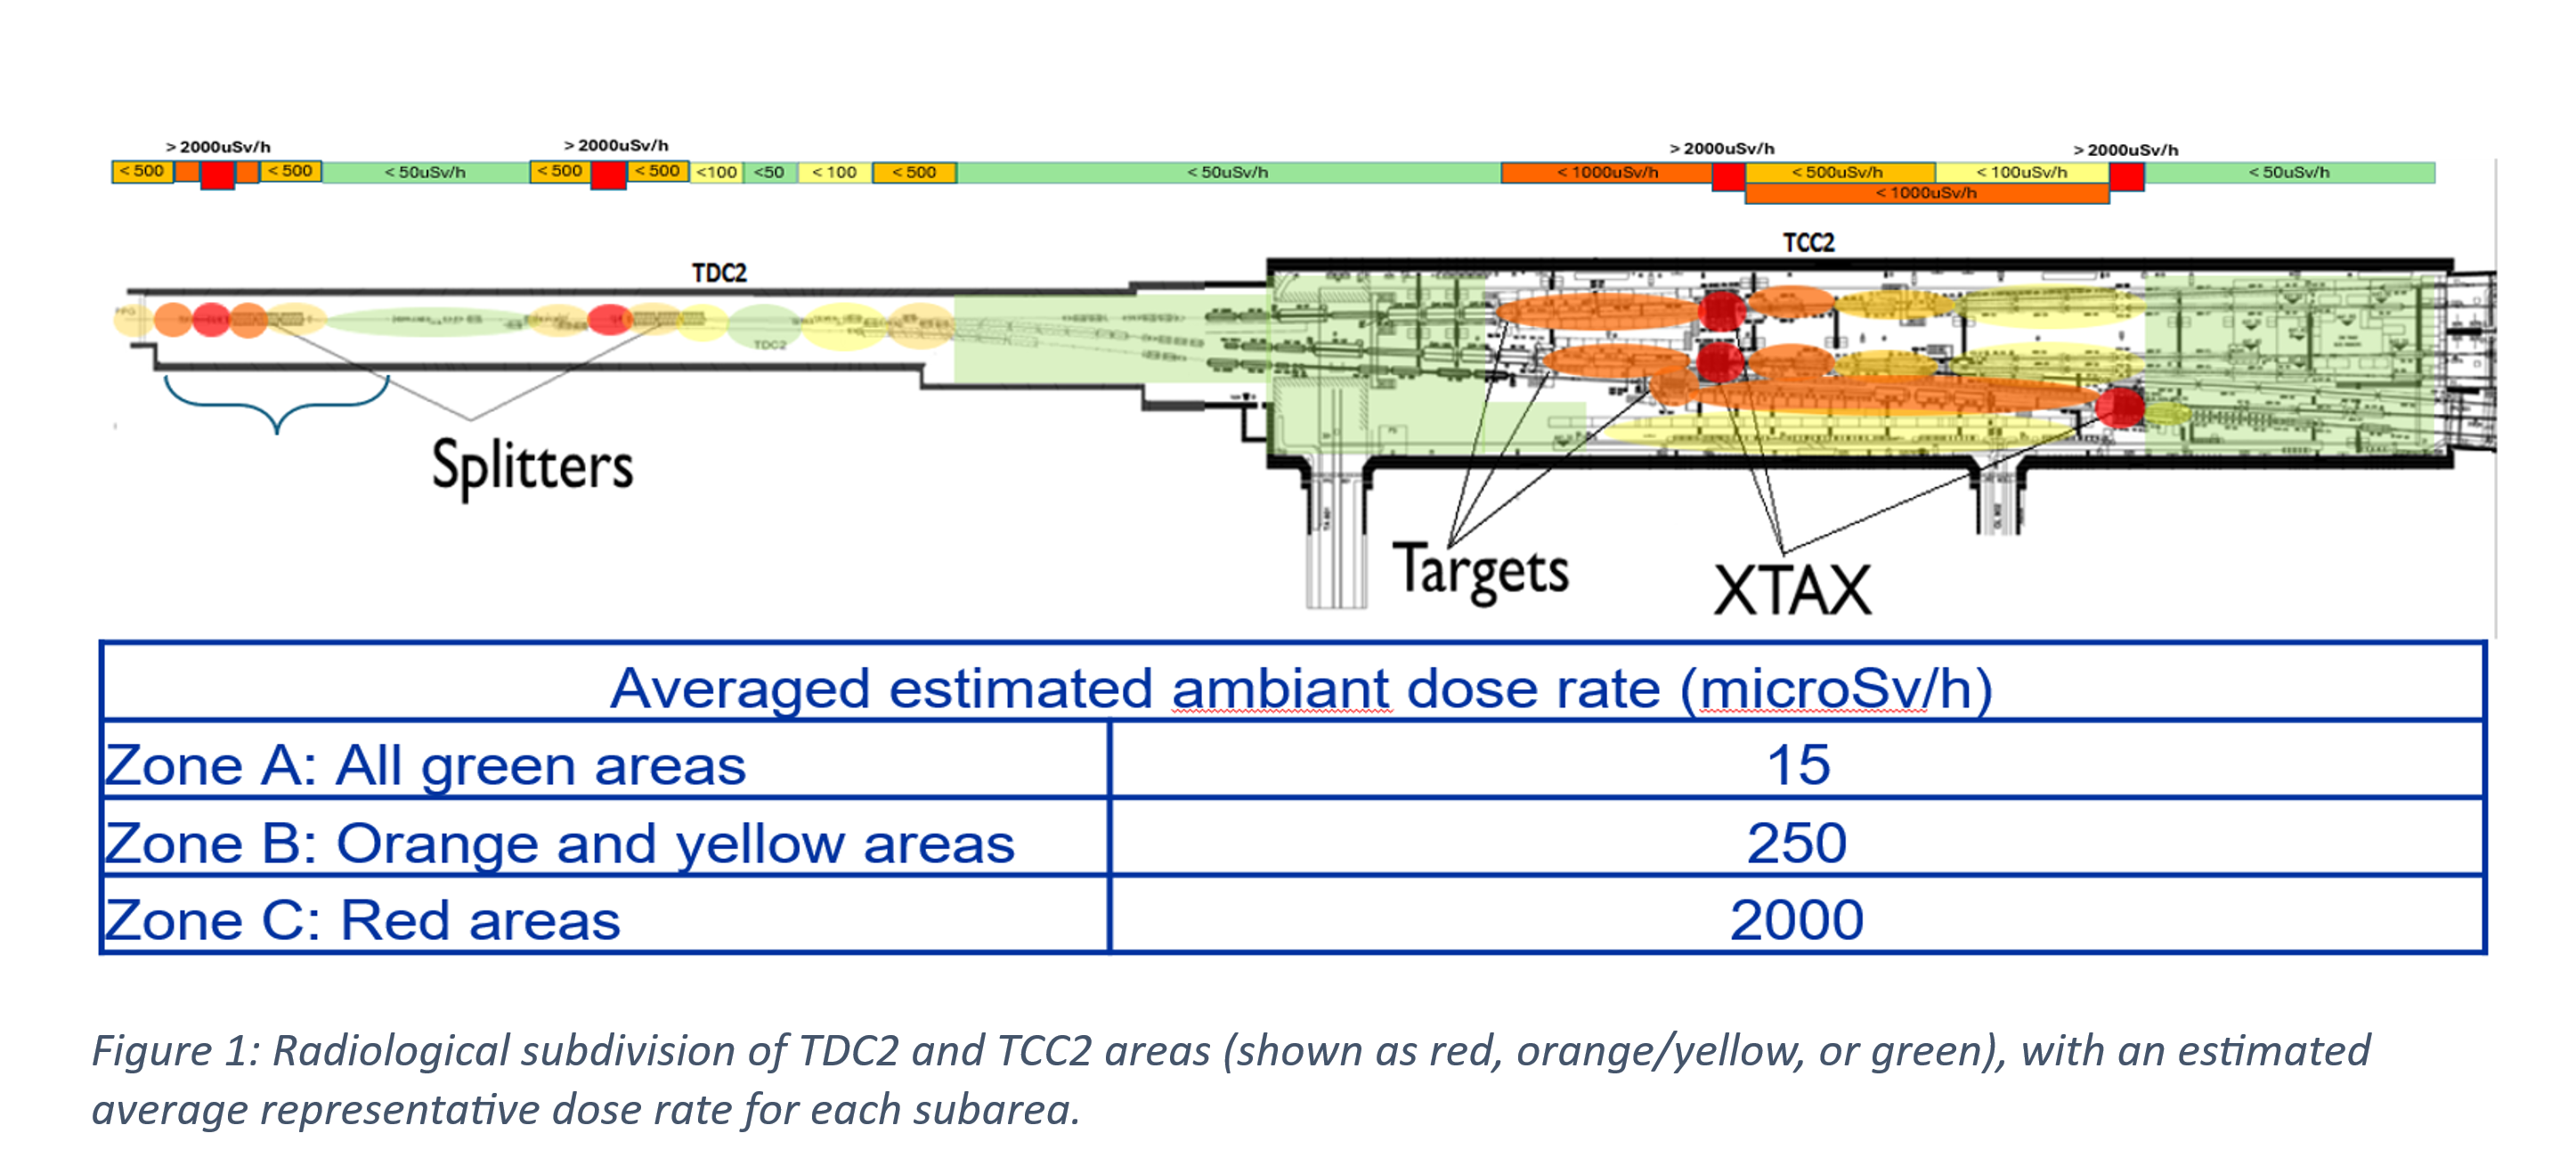 > 2000uSv/h > 2000uSv/h > 2000uSv/h > 2000uSv/h
< 500 < 500 < 50uSv/h < 500 < 500 <100 <50 < 100 < 500 < 50uSv/h < 1000uSv/h < 500uSv/h < 100uSv/h < 50uSv/h
< 1000uSv/h
TCC2
TDC2
TDC2
Splitters
Targets
XTAX
Averaged estimated ambiant dose rate (microSv/h)
Zone A: All green areas 15
Zone B: Orange and yellow areas 250
Zone C: Red areas 2000
Figure 1: Radiological subdivision of TDC2 and TCC2 areas (shown as red, orange/yellow, or green), with an estimated
average representative dose rate for each subarea.